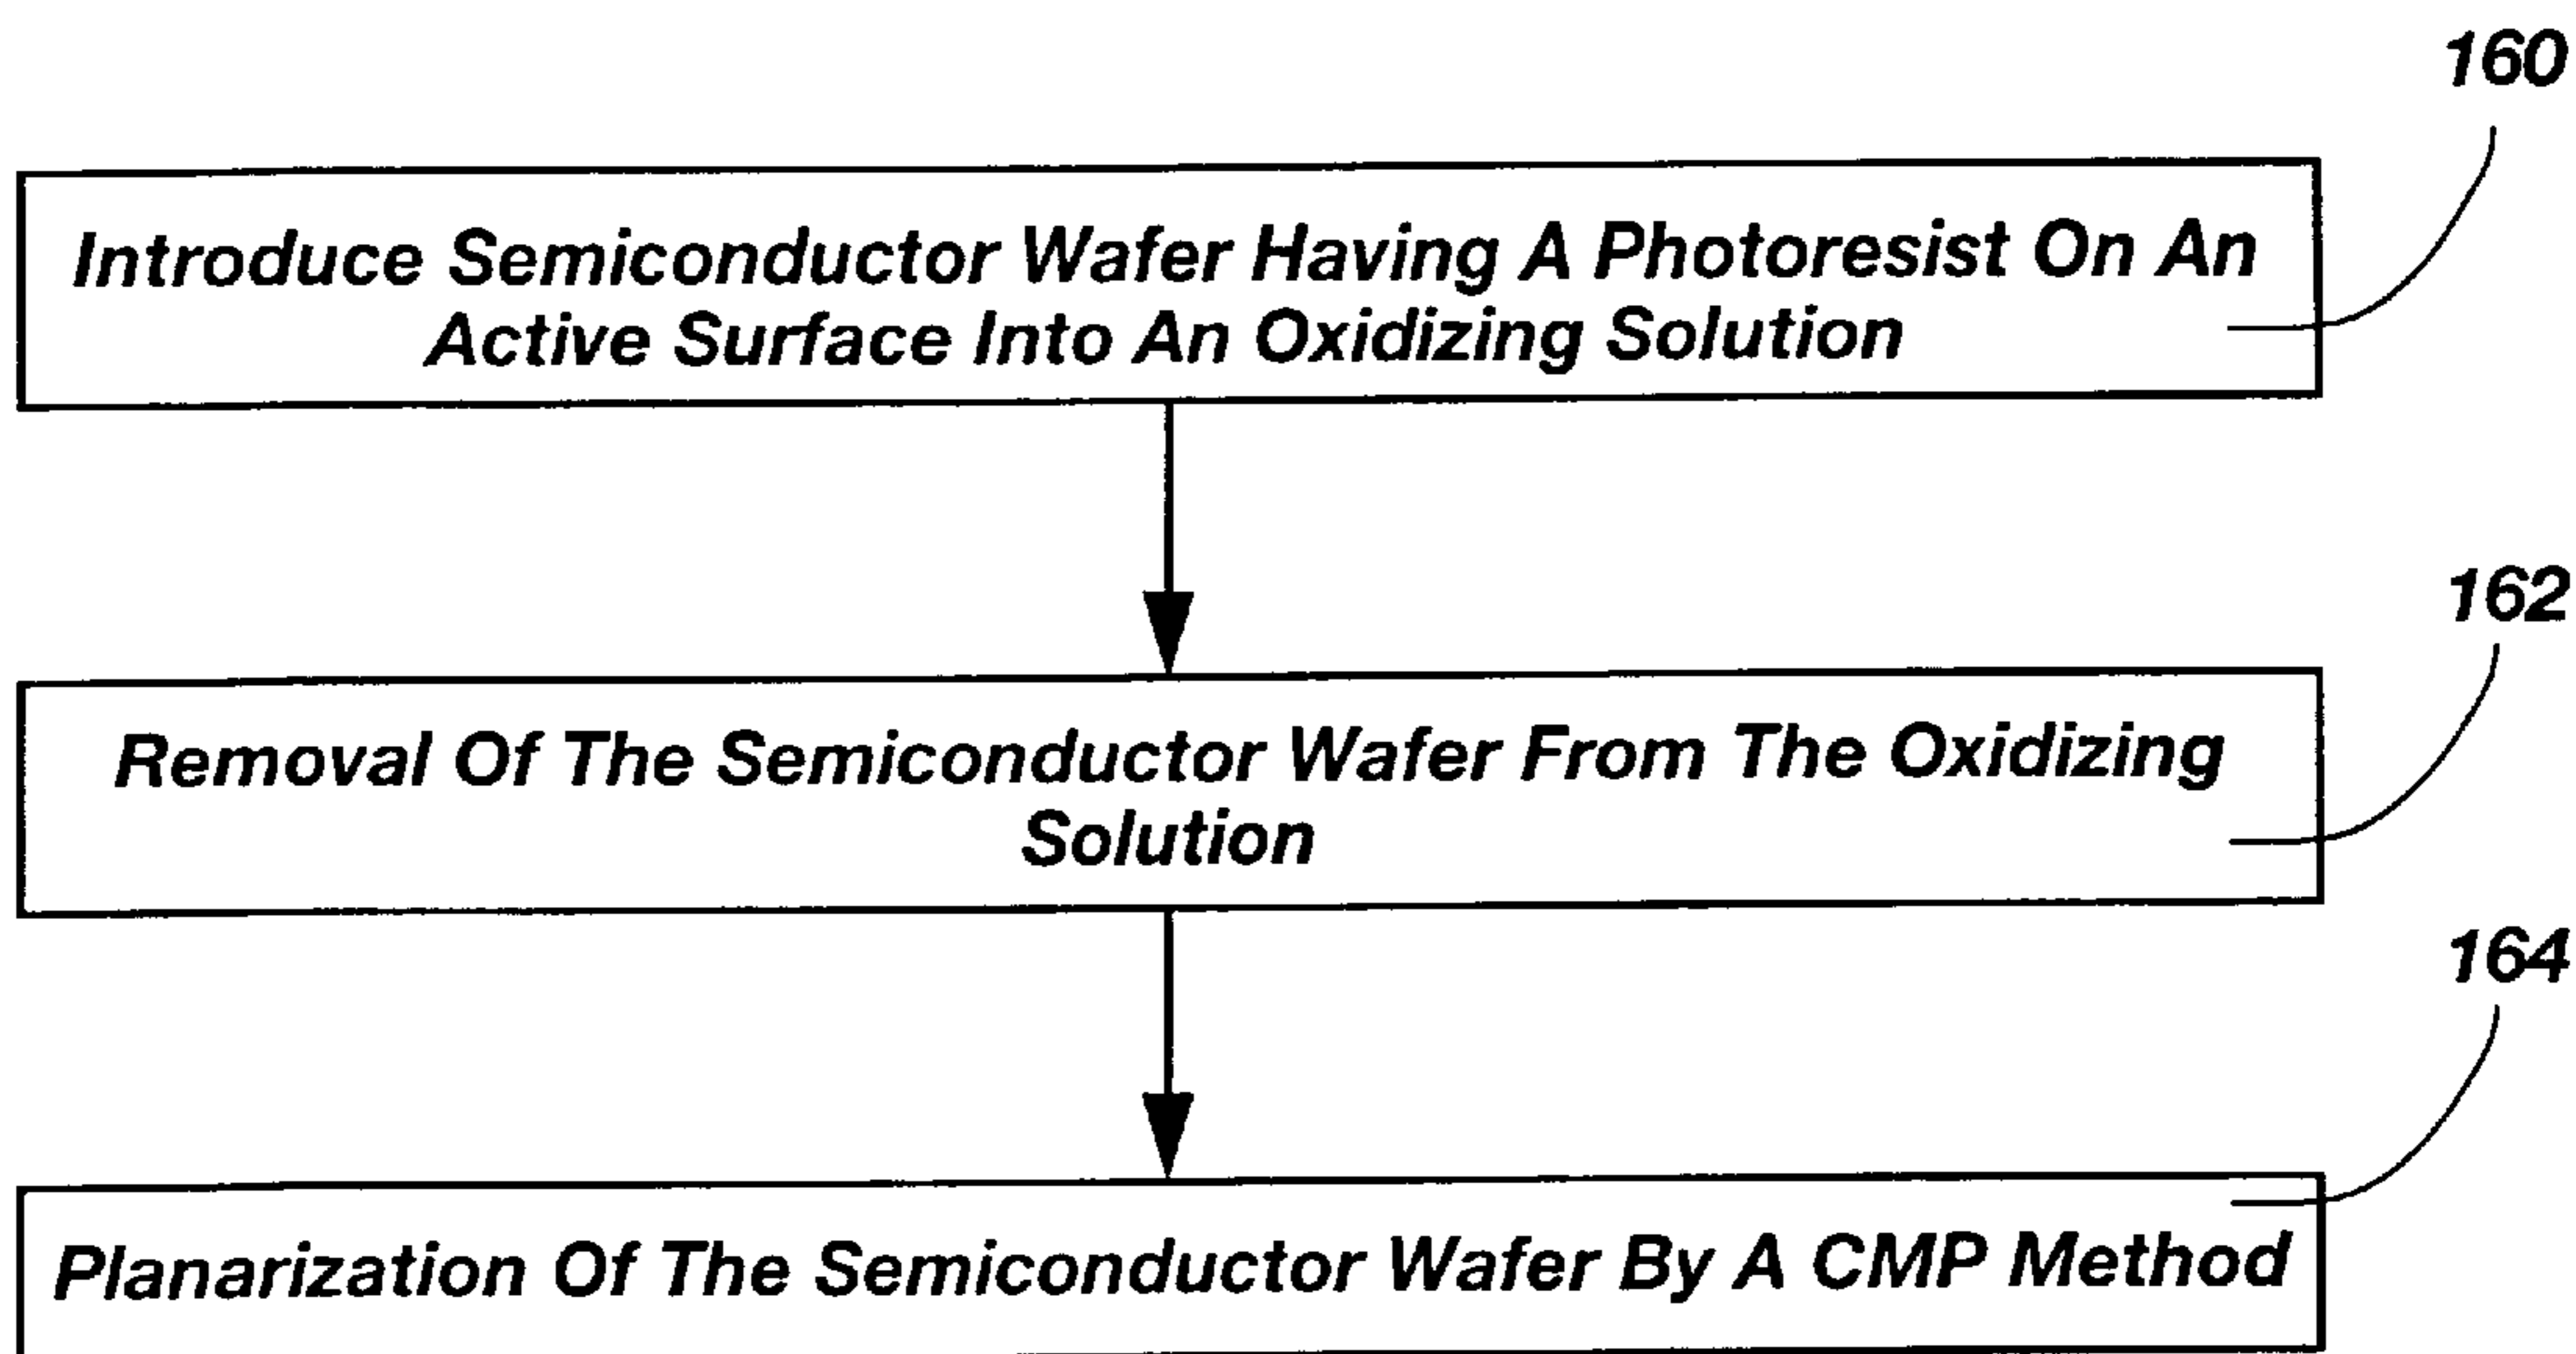 160
Introduce Semiconductor Wafer Having A Photoresist On An
Active Surface Into An Oxidizing Solution
162
Removal Of The Semiconductor Wafer From The Oxidizing
Solution
164
Planarization Of The Semiconductor Wafer By A CMP Method